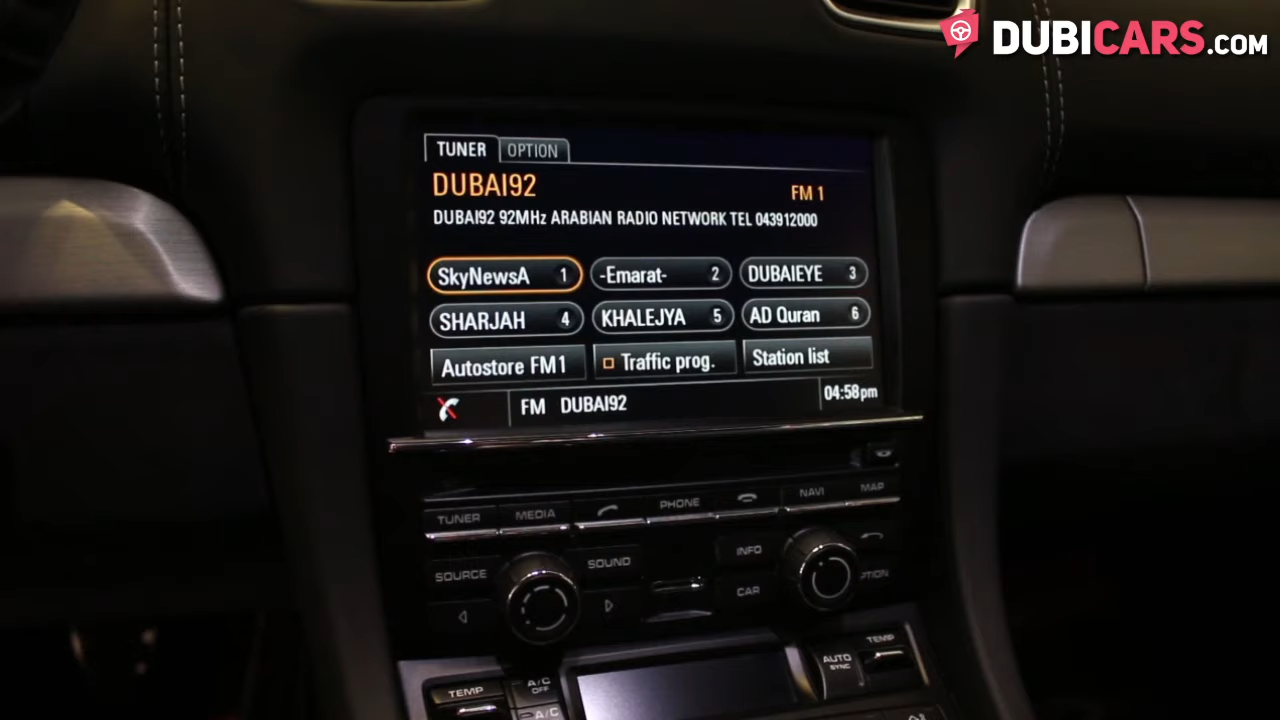 DUBICARS.COM
TUNER OPTION
DUBAI92 FM 1
DUBAI92 92MHz ARABIAN RADIO NETWORK TEL 043912000
SkyNewsA 1 -Emarat- 2 DUBAIEYE 3
SHARJAH 4 KHALEJYA 5 AD Quran 6
Autostore FM1 Traffic prog. Station list
FM DUBAI92 04:58pm
TUNER MEDIA PHONE NAVI MAP
SOURCE SOUND INFO CAR OPTION
TEMP A/C OFF AUTO SYNC TEMP
A/C